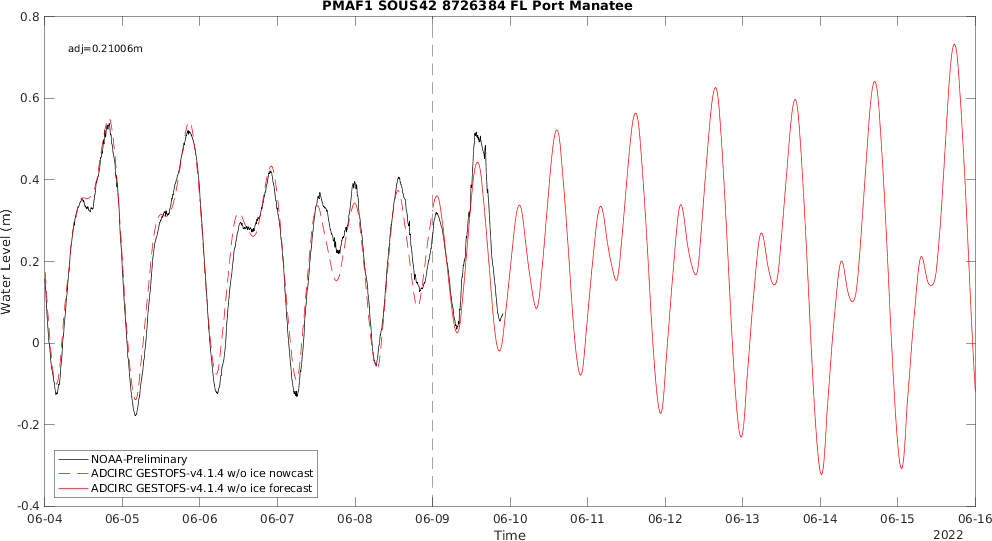 PMAF1 SOUS42 8726384 FL Port Manatee
adj=0.21006m
Water Level (m)
0.8
0.6
0.4
0.2
0
-0.2
-0.4
NOAA-Preliminary
ADCIRC GESTOFS-v4.1.4 w/o ice nowcast
ADCIRC GESTOFS-v4.1.4 w/o ice forecast
06-04 06-05 06-06 06-07 06-08 06-09 06-10 06-11 06-12 06-13 06-14 06-15 06-16
Time
2022